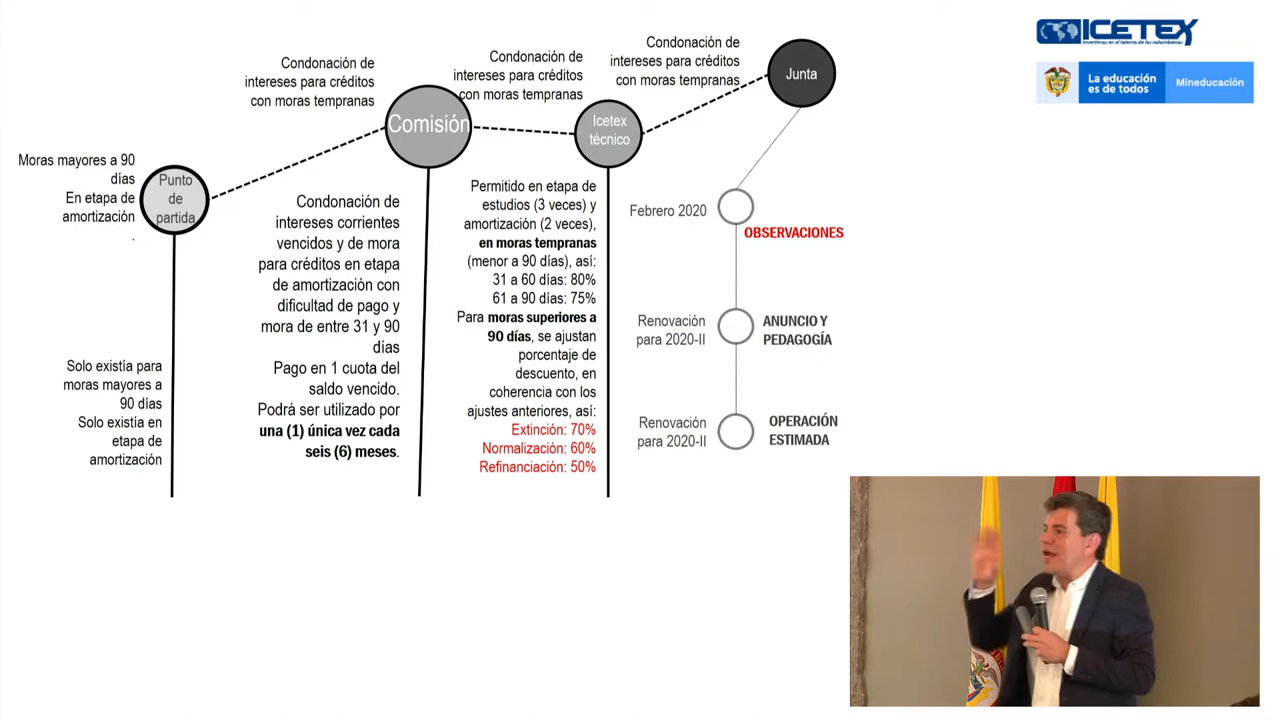 ICETEX
Invertimos en el talento de los colombianos
La educación
es de todos
Mineducación
Moras mayores a 90
días
En etapa de
amortización
Punto
de
partida
Solo existía para
moras mayores a
90 días
Solo existía en
etapa de
amortización
Condonación de
intereses para créditos
con moras tempranas
Comisión
Condonación de
intereses corrientes
vencidos y de mora
para créditos en etapa
de amortización con
dificultad de pago y
mora de entre 31 y 90
días
Pago en 1 cuota del
saldo vencido.
Podrá ser utilizado por
una (1) única vez cada
seis (6) meses.
Condonación de
intereses para créditos
con moras tempranas
Icetex
técnico
Permitido en etapa de
estudios (3 veces) y
amortización (2 veces),
en moras tempranas
(menor a 90 días), así:
31 a 60 días: 80%
61 a 90 días: 75%
Para moras superiores a
90 días, se ajustan
porcentaje de
descuento, en
coherencia con los
ajustes anteriores, así:
Extinción: 70%
Normalización: 60%
Refinanciación: 50%
Condonación de
intereses para créditos
con moras tempranas
Junta
Febrero 2020
OBSERVACIONES
Renovación
para 2020-II
ANUNCIO Y
PEDAGOGÍA
Renovación
para 2020-II
OPERACIÓN
ESTIMADA